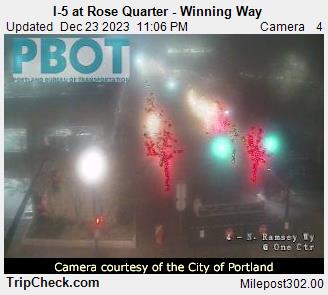 I-5 at Rose Quarter - Winning Way
Updated Dec 23 2023 11:06 PM Camera 4
PBOT
PORTLAND BUREAU OF TRANSPORTATION
4 - N. Ramsey Wy
@ One Ctr
Camera courtesy of the City of Portland
TripCheck.com Milepost302.00